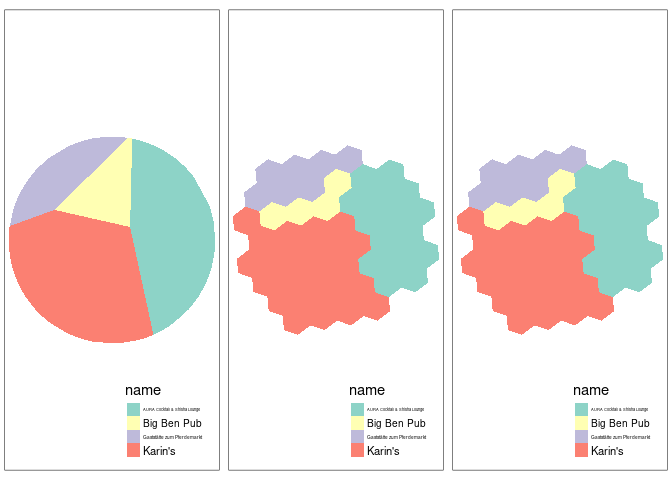 name
AURA cocktail & shisha Lounge
Big Ben Pub
Gaststätte zum Pferdemarkt
Karin's
name
AURA cocktail & shisha Lounge
Big Ben Pub
Gaststätte zum Pferdemarkt
Karin's
name
AURA cocktail & shisha Lounge
Big Ben Pub
Gaststätte zum Pferdemarkt
Karin's